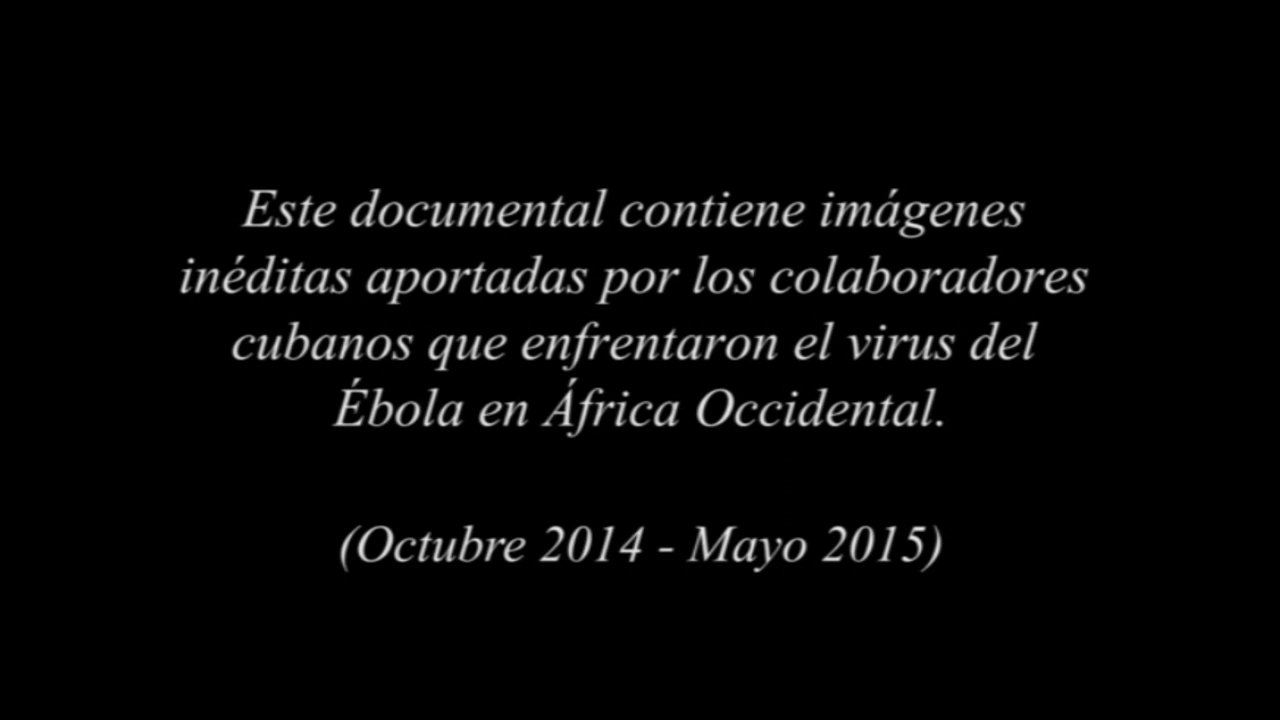 Este documental contiene imágenes
inéditas aportadas por los colaboradores
cubanos que enfrentaron el virus del
Ébola en África Occidental.
(Octubre 2014 - Mayo 2015)